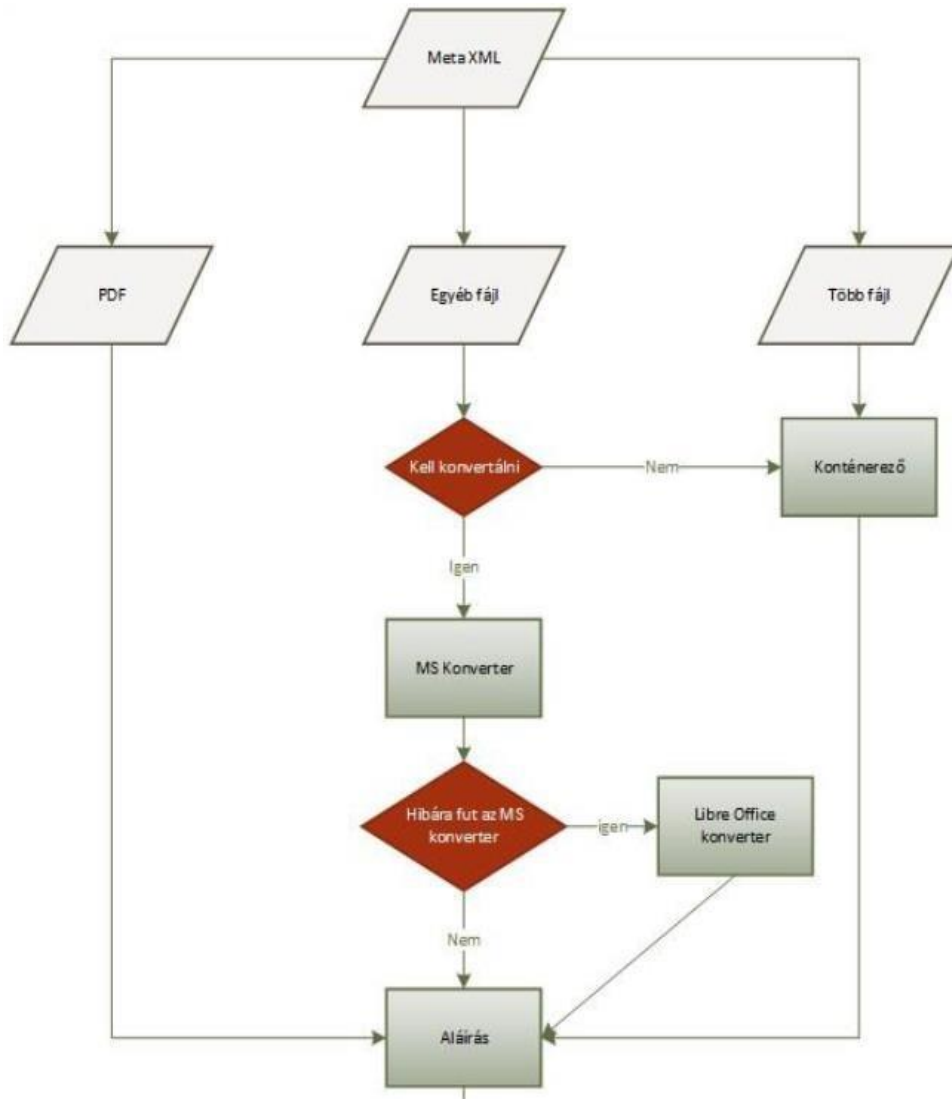 Meta XML
PDF
Egyéb fájl
Több fájl
Kell konvertálni
Nem
Konténerező
Igen
MS Konverter
Hibára fut az MS
konverter
igen
Libre Office
konverter
Nem
Aláírás